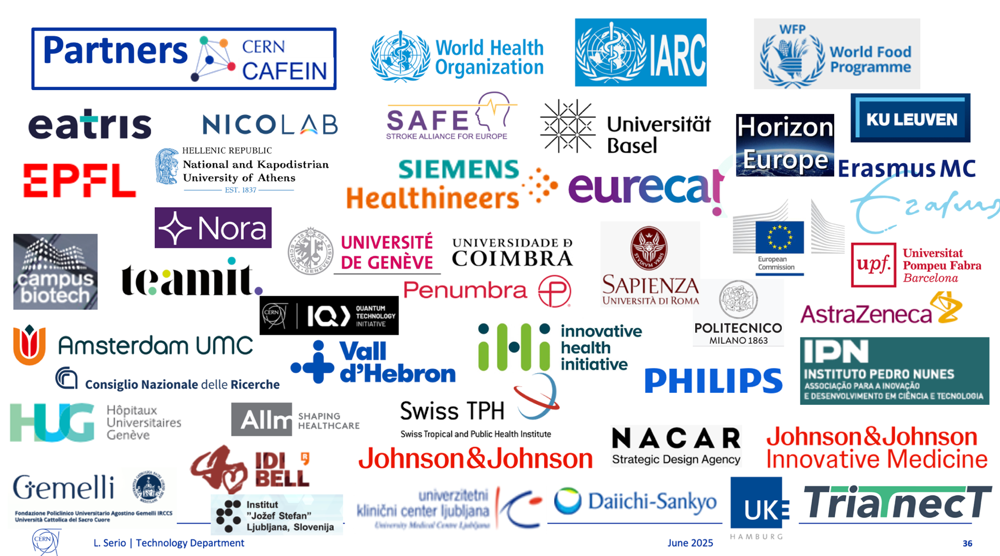 Partners
CERN
CAFEIN
World Health
Organization
IARC
WFP
World Food
Programme
eatris
NICOLAB
SAFE
STROKE ALLIANCE FOR EUROPE
Universität
Basel
Horizon
Europe
KU LEUVEN
EPFL
HELLENIC REPUBLIC
National and Kapodistrian
University of Athens
EST. 1837
SIEMENS
Healthineers
eurecat
Erasmus MC
Erasmus
Nora
campus
biotech
teamit.
SCHOLA GENEVENSIS 1559
UNIVERSITÉ
DE GENÈVE
UNIVERSIDADE Ð
COIMBRA
STVDIVM VRBIS
SAPIENZA
UNIVERSITÀ DI ROMA
European
Commission
upf.
Universitat
Pompeu Fabra
Barcelona
Penumbra
P
CERN
IQ
QUANTUM
TECHNOLOGY
INITIATIVE
POLITECNICO
MILANO 1863
AstraZeneca
Amsterdam UMC
Vall
d'Hebron
iHi
innovative
health
initiative
PHILIPS
IPN
INSTITUTO PEDRO NUNES
ASSOCIAÇÃO PARA A INOVAÇÃO
E DESENVOLVIMENTO EM CIÊNCIA E TECNOLOGIA
Consiglio Nazionale delle Ricerche
HUG
Hôpitaux
Universitaires
Genève
Allm
SHAPING
HEALTHCARE
Swiss TPH
Swiss Tropical and Public Health Institute
NACAR
Strategic Design Agency
Johnson&Johnson
Innovative Medicine
IDI
BELL
Johnson&Johnson
Gemelli
Fondazione Policlinico Universitario Agostino Gemelli IRCCS
Università Cattolica del Sacro Cuore
Institut
"Jožef Stefan"
Ljubljana, Slovenija
univerzitetni
klinični center ljubljana
University Medical Centre Ljubljana
Daiichi-Sankyo
UKE
HAMBURG
TriaNnecT
CERN
L. Serio | Technology Department
June 2025
36